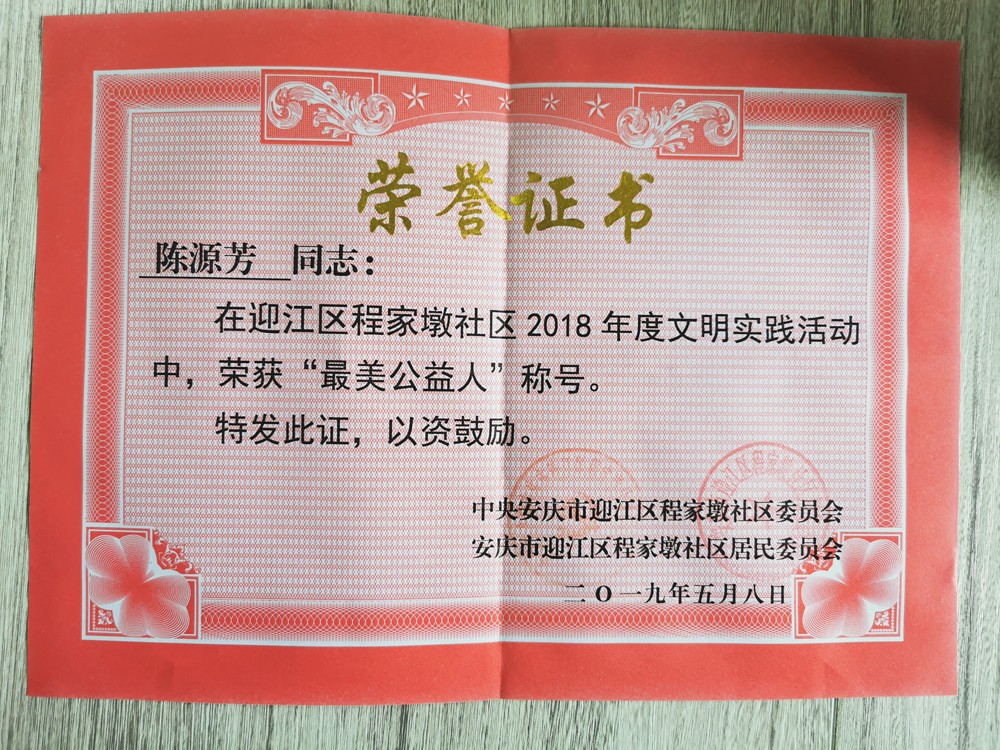 荣誉证书
陈源芳 同志：
在迎江区程家墩社区 2018 年度文明实践活动
中，荣获“最美公益人”称号。
特发此证，以资鼓励。
中央安庆市迎江区程家墩社区委员会
安庆市迎江区程家墩社区居民委员会
二O一九年五月八日